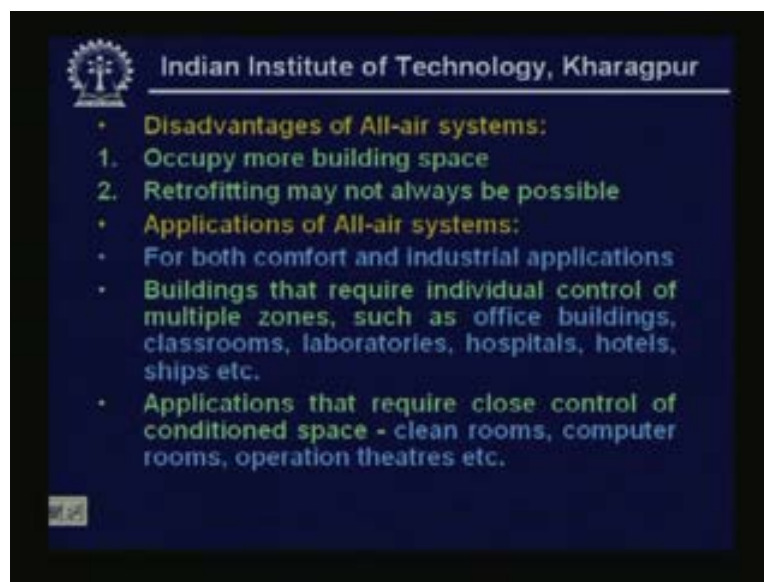 Indian Institute of Technology, Kharagpur
• Disadvantages of All-air systems:
1. Occupy more building space
2. Retrofitting may not always be possible
• Applications of All-air systems:
• For both comfort and industrial applications
• Buildings that require individual control of
multiple zones, such as office buildings,
classrooms, laboratories, hospitals, hotels,
ships etc.
• Applications that require close control of
conditioned space - clean rooms, computer
rooms, operation theatres etc.